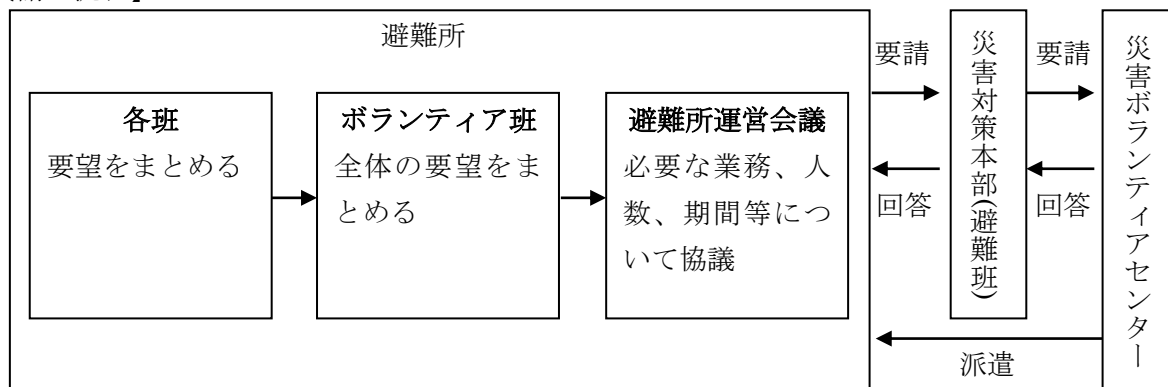 避難所
各班
要望をまとめる
ボランティア班
全体の要望をま
とめる
避難所運営会議
必要な業務、人
数、期間等につ
いて協議
要請
回答
災害対策本部(避難班)
要請
回答
災害ボランティアセンター
派遣